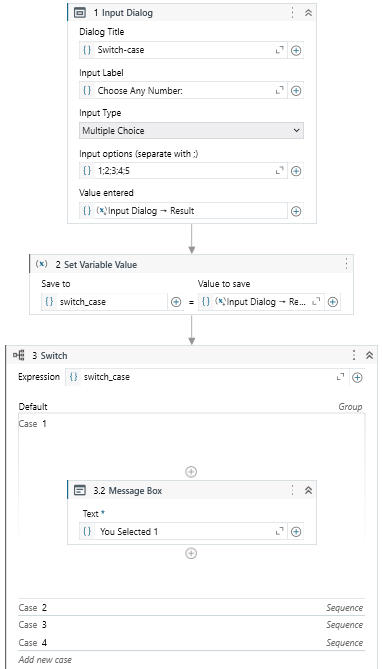 1 Input Dialog
Dialog Title
Switch-case
Input Label
Choose Any Number:
Input Type
Multiple Choice
Input options (separate with ;)
1;2;3;4;5
Value entered
(x) Input Dialog → Result
(x) 2 Set Variable Value
Save to Value to save
switch_case = (x) Input Dialog → Re...
3 Switch
Expression switch_case
Default Group
Case 1
3.2 Message Box
Text *
You Selected 1
Case 2 Sequence
Case 3 Sequence
Case 4 Sequence
Add new case